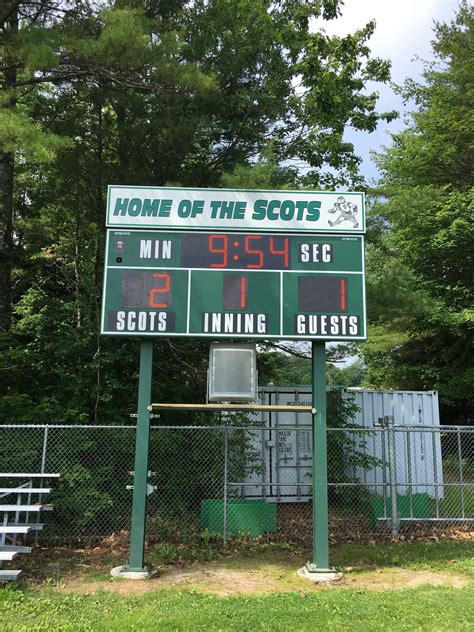 HOME OF THE SCOTS
MIN 9:54 SEC
2 1 1
SCOTS INNING GUESTS